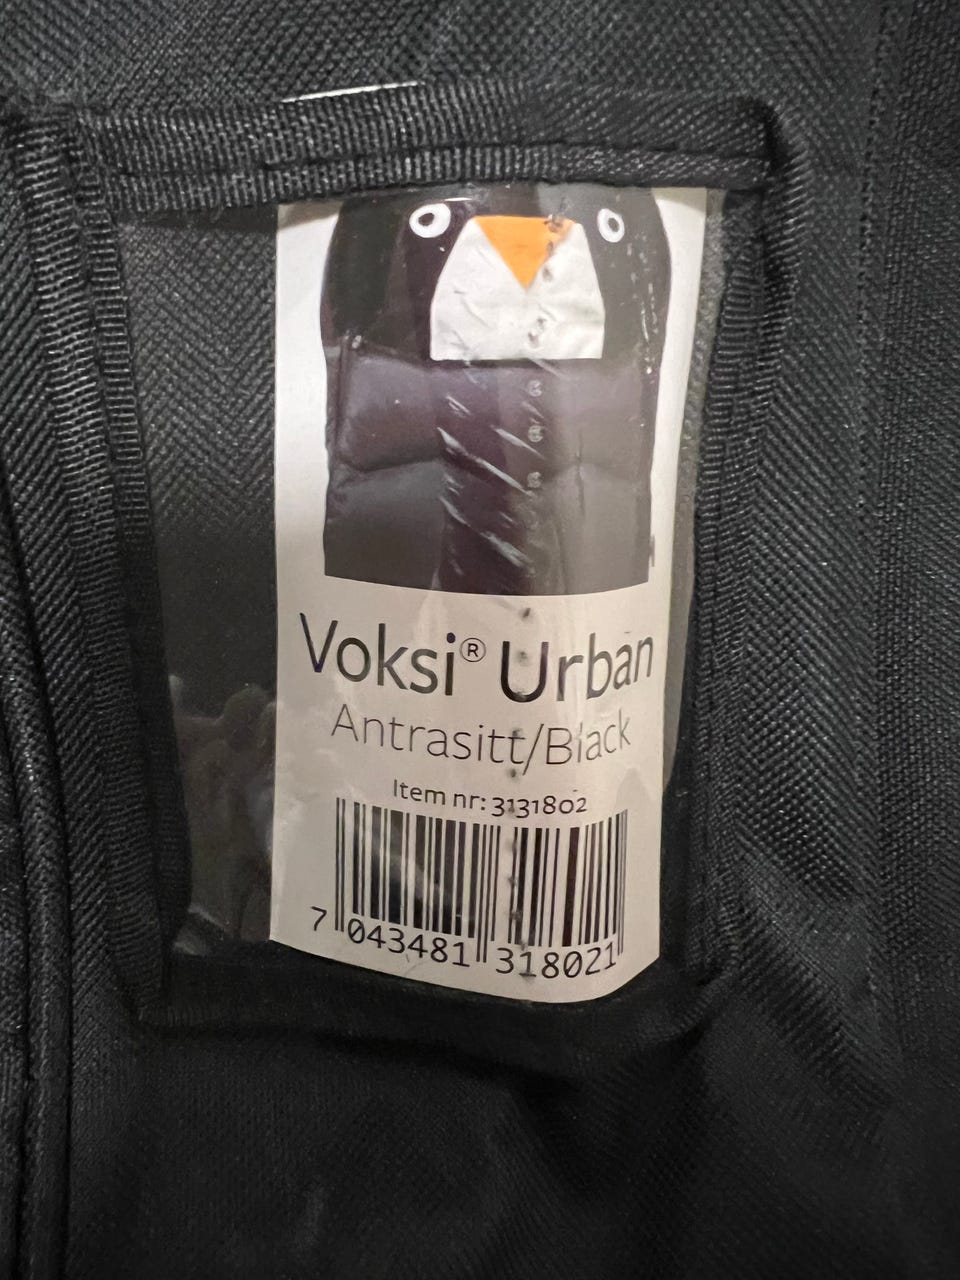 Voksi® Urban
Antrasitt/Black
Item nr: 3131802
7 043481 318021